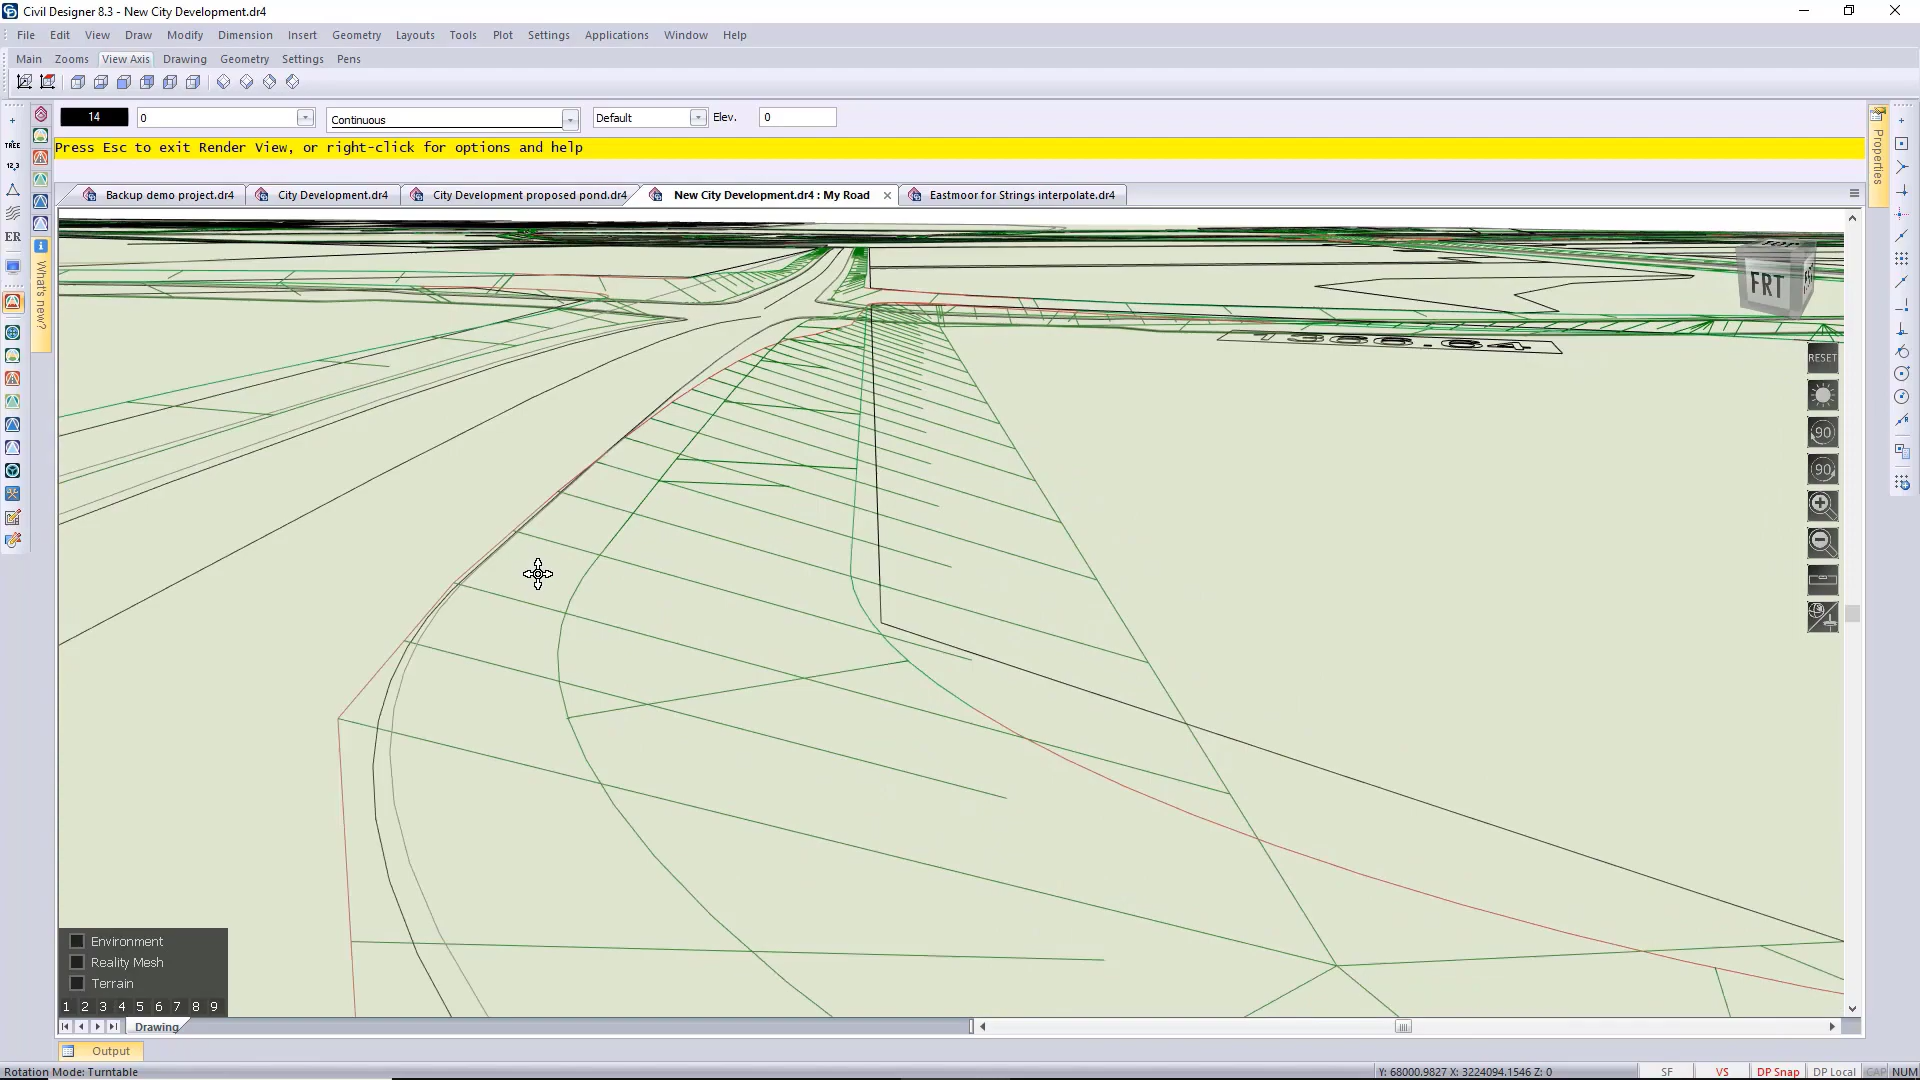 Civil Designer 8.3 - New City Development.dr4
File Edit View Draw Modify Dimension Insert Geometry Layouts Tools Plot Settings Applications Window Help
Main Zooms View Axis Drawing Geometry Settings Pens
14 0 Continuous Default Elev. 0
Press Esc to exit Render View, or right-click for options and help
Backup demo project.dr4 City Development.dr4 City Development proposed pond.dr4 New City Development.dr4 : My Road Eastmoor for Strings interpolate.dr4
TREE
ER
What's new?
Properties
FRT
RESET
90
90
Environment
Reality Mesh
Terrain
1 2 3 4 5 6 7 8 9
Drawing
Output
Rotation Mode: Turntable Y: 68000.9827 X: 3224094.1546 Z: 0 SF VS DP Snap DP Local CAP NUM